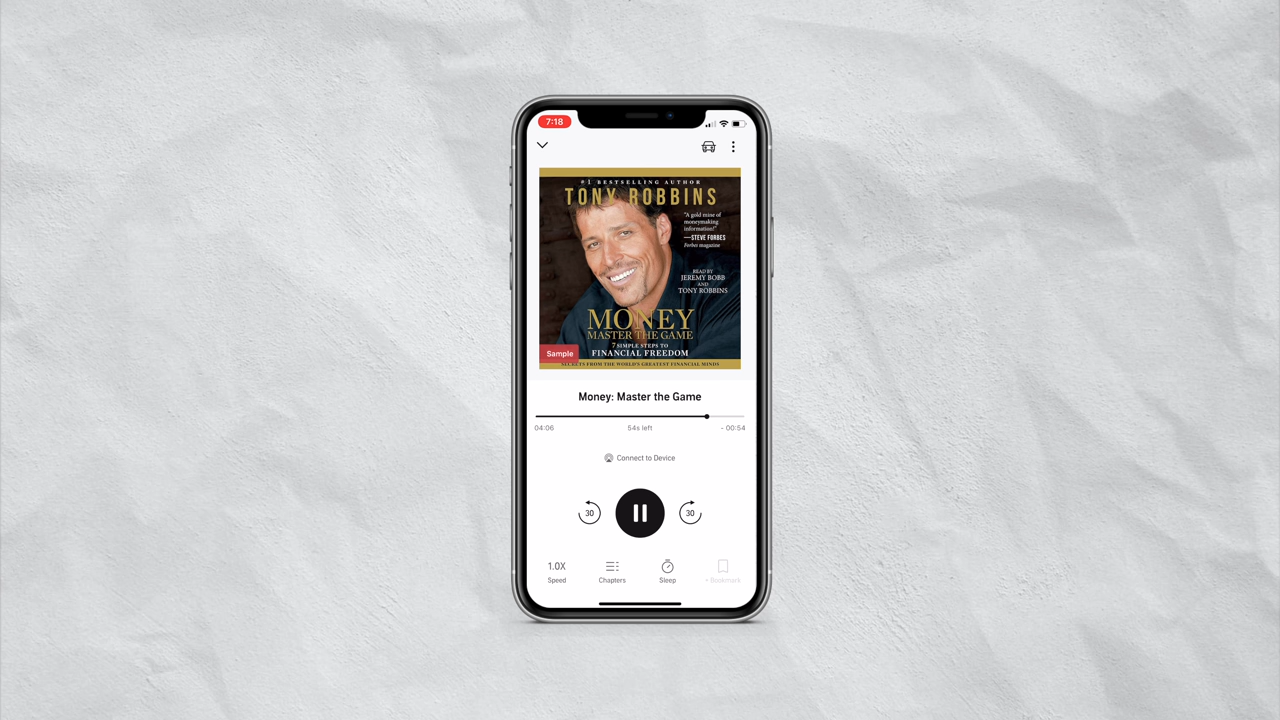 7:18
#1 BESTSELLING AUTHOR
TONY ROBBINS
"A gold mine of
moneymaking
information!"
—STEVE FORBES
Forbes magazine
READ BY
JEREMY BOBB
AND
TONY ROBBINS
MONEY
MASTER THE GAME
7 SIMPLE STEPS TO
FINANCIAL FREEDOM
Sample
SECRETS FROM THE WORLD'S GREATEST FINANCIAL MINDS
Money: Master the Game
04:06
54s left
- 00:54
Connect to Device
30
30
1.0X
Speed
Chapters
Sleep
+ Bookmark